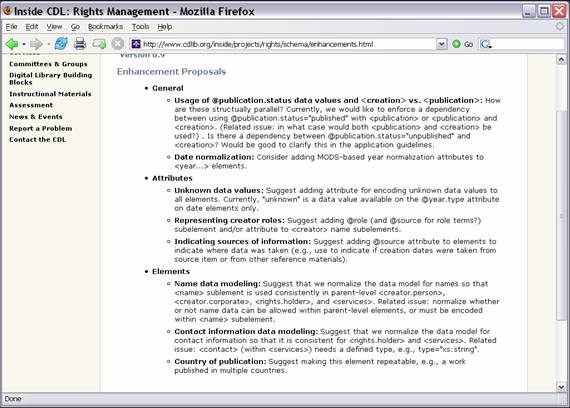 Inside CDL: Rights Management - Mozilla Firefox
File Edit View Go Bookmarks Tools Help
http://www.cdlib.org/inside/projects/rights/schema/enhancements.html
Go
Committees & Groups
Digital Library Building
Blocks
Instructional Materials
Assessment
News & Events
Report a Problem
Contact the CDL
Version 0.9
Enhancement Proposals
• General
Usage of @publication.status data values and <creation> vs. <publication>: How
are these structually parallel? Currently, we would like to enforce a dependency
between using @publication.status="published" with <publication> or <publication> and
<creation>. (Related issue: in what case would both <publication> and <creation> be
used?) . Is there a dependency between @publication.status="unpublished" and
<creation>? Would be good to clarify this in the application guidelines.
Date normalization: Consider adding MODS-based year normalization attributes to
<year...> elements.
• Attributes
Unknown data values: Suggest adding attribute for encoding unknown data values to
all elements. Currently, "unknown" is a data value available on the @year.type attribute
on date elements only.
Representing creator roles: Suggest adding @role (and @source for role terms?)
subelement and/or attribute to <creator> name subelements.
Indicating sources of information: Suggest adding @source attribute to elements to
indicate where data was taken (e.g., use to indicate if creation dates were taken from
source item or from other reference materials).
• Elements
Name data modeling: Suggest that we normalize the data model for names so that
<name> sublement is used consistently in parent-level <creator.person>,
<creator.corporate>, <rights.holder>, and <services>. Related issue: normalize whether
or not name data can be allowed within parent-level elements, or must be encoded
within <name> subelement.
Contact information data modeling: Suggest that we normalize the data model for
contact information so that it is consistent for <rights.holder> and <services>. Related
issue: <contact> (within <services>) needs a defined type, e.g., type="xs:string".
Country of publication: Suggest making this element repeatable, e.g., a work
published in multiple countries.
Done